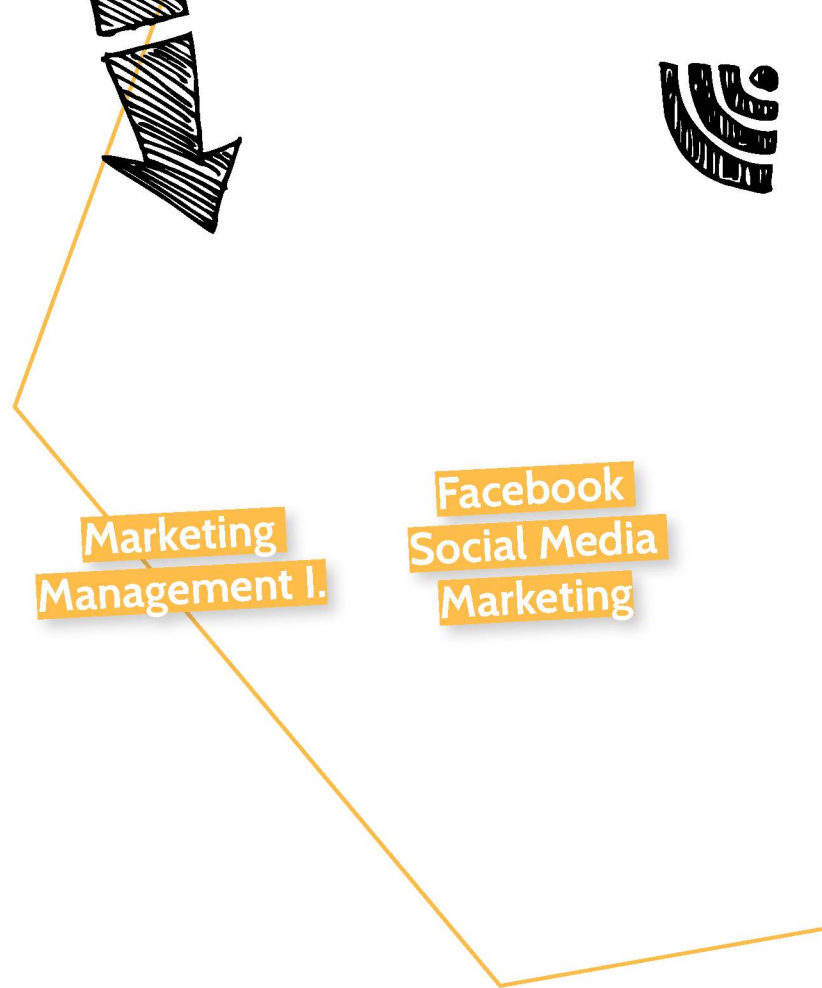 Marketing
Management I.
Facebook
Social Media
Marketing